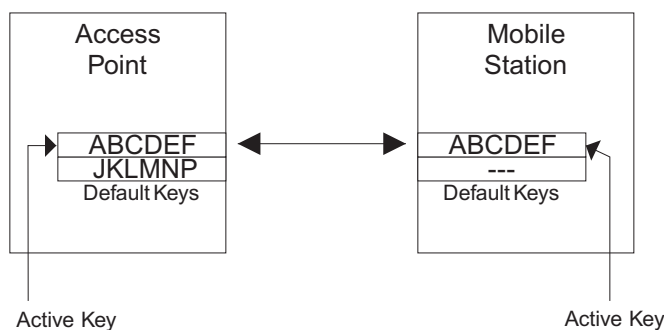 Access
Point
ABCDEF
JKLMNP
Default Keys
Active Key
Mobile
Station
ABCDEF
---
Default Keys
Active Key